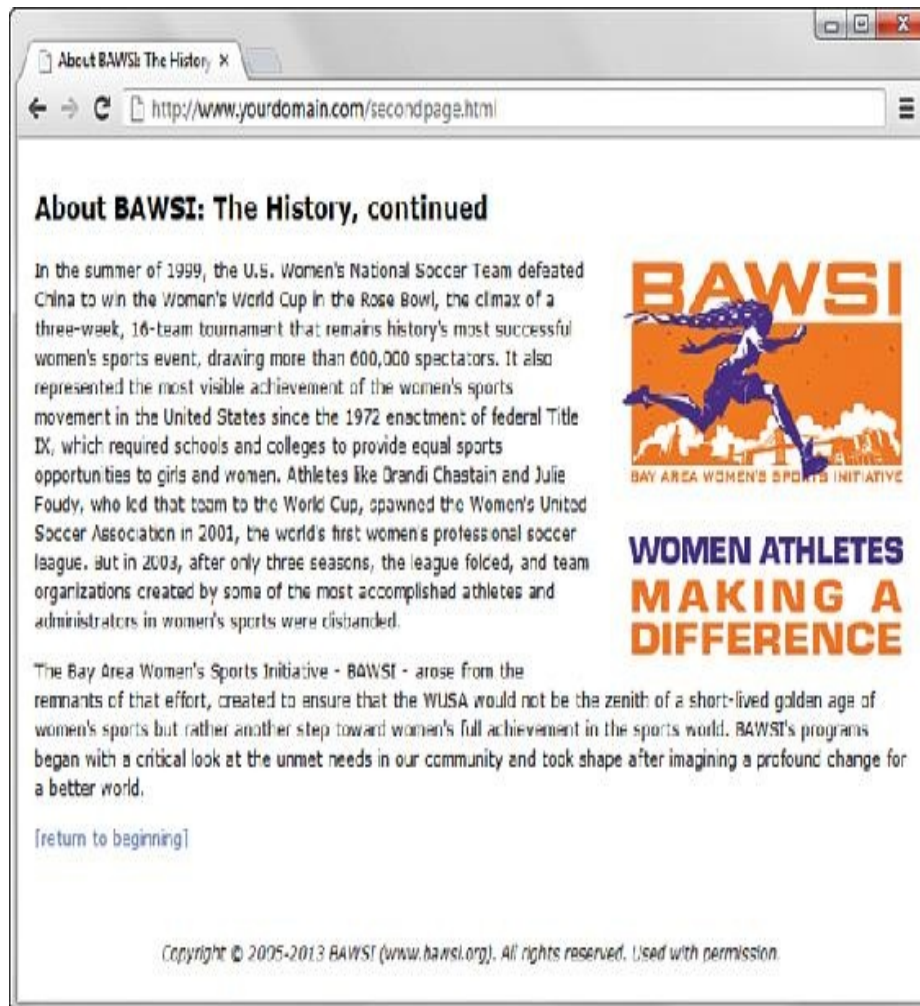 About BAWSI: The History
http://www.yourdomain.com/secondpage.html
About BAWSI: The History, continued
In the summer of 1999, the U.S. Women's National Soccer Team defeated
China to win the Women's World Cup in the Rose Bowl, the climax of a
three-week, 16-team tournament that remains history's most successful
women's sports event, drawing more than 600,000 spectators. It also
represented the most visible achievement of the women's sports
movement in the United States since the 1972 enactment of federal Title
IX, which required schools and colleges to provide equal sports
opportunities to girls and women. Athletes like Brandi Chastain and Julie
Foudy, who led that team to the World Cup, spawned the Women's United
Soccer Association in 2001, the world's first women's professional soccer
league. But in 2003, after only three seasons, the league folded, and team
organizations created by some of the most accomplished athletes and
administrators in women's sports were disbanded.
BAWSI
BAY AREA WOMEN'S SPORTS INITIATIVE
WOMEN ATHLETES
MAKING A
DIFFERENCE
The Bay Area Women's Sports Initiative - BAWSI - arose from the
remnants of that effort, created to ensure that the WUSA would not be the zenith of a short-lived golden age of
women's sports but rather another step toward women's full achievement in the sports world. BAWSI's programs
began with a critical look at the unmet needs in our community and took shape after imagining a profound change for
a better world.
[return to beginning]
Copyright © 2005-2013 BAWSI (www.bawsi.org). All rights reserved. Used with permission.